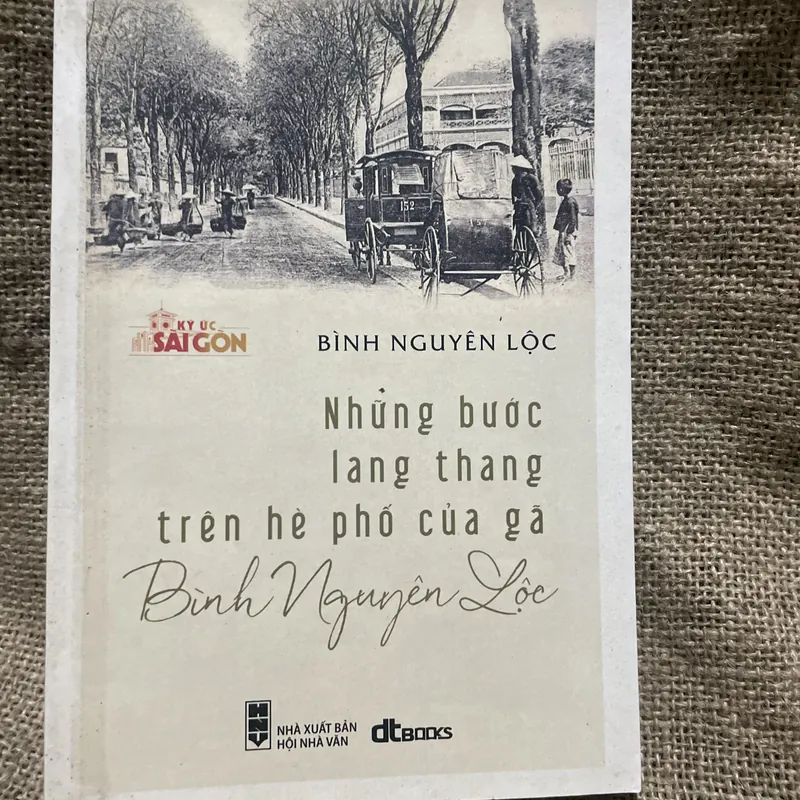 152
KÝ ỨC
SÀI GÒN
BÌNH NGUYÊN LỘC
Những bước
lang thang
trên hè phố của gã
Bình Nguyên Lộc
HNV
NHÀ XUẤT BẢN
HỘI NHÀ VĂN
dtBOOKS